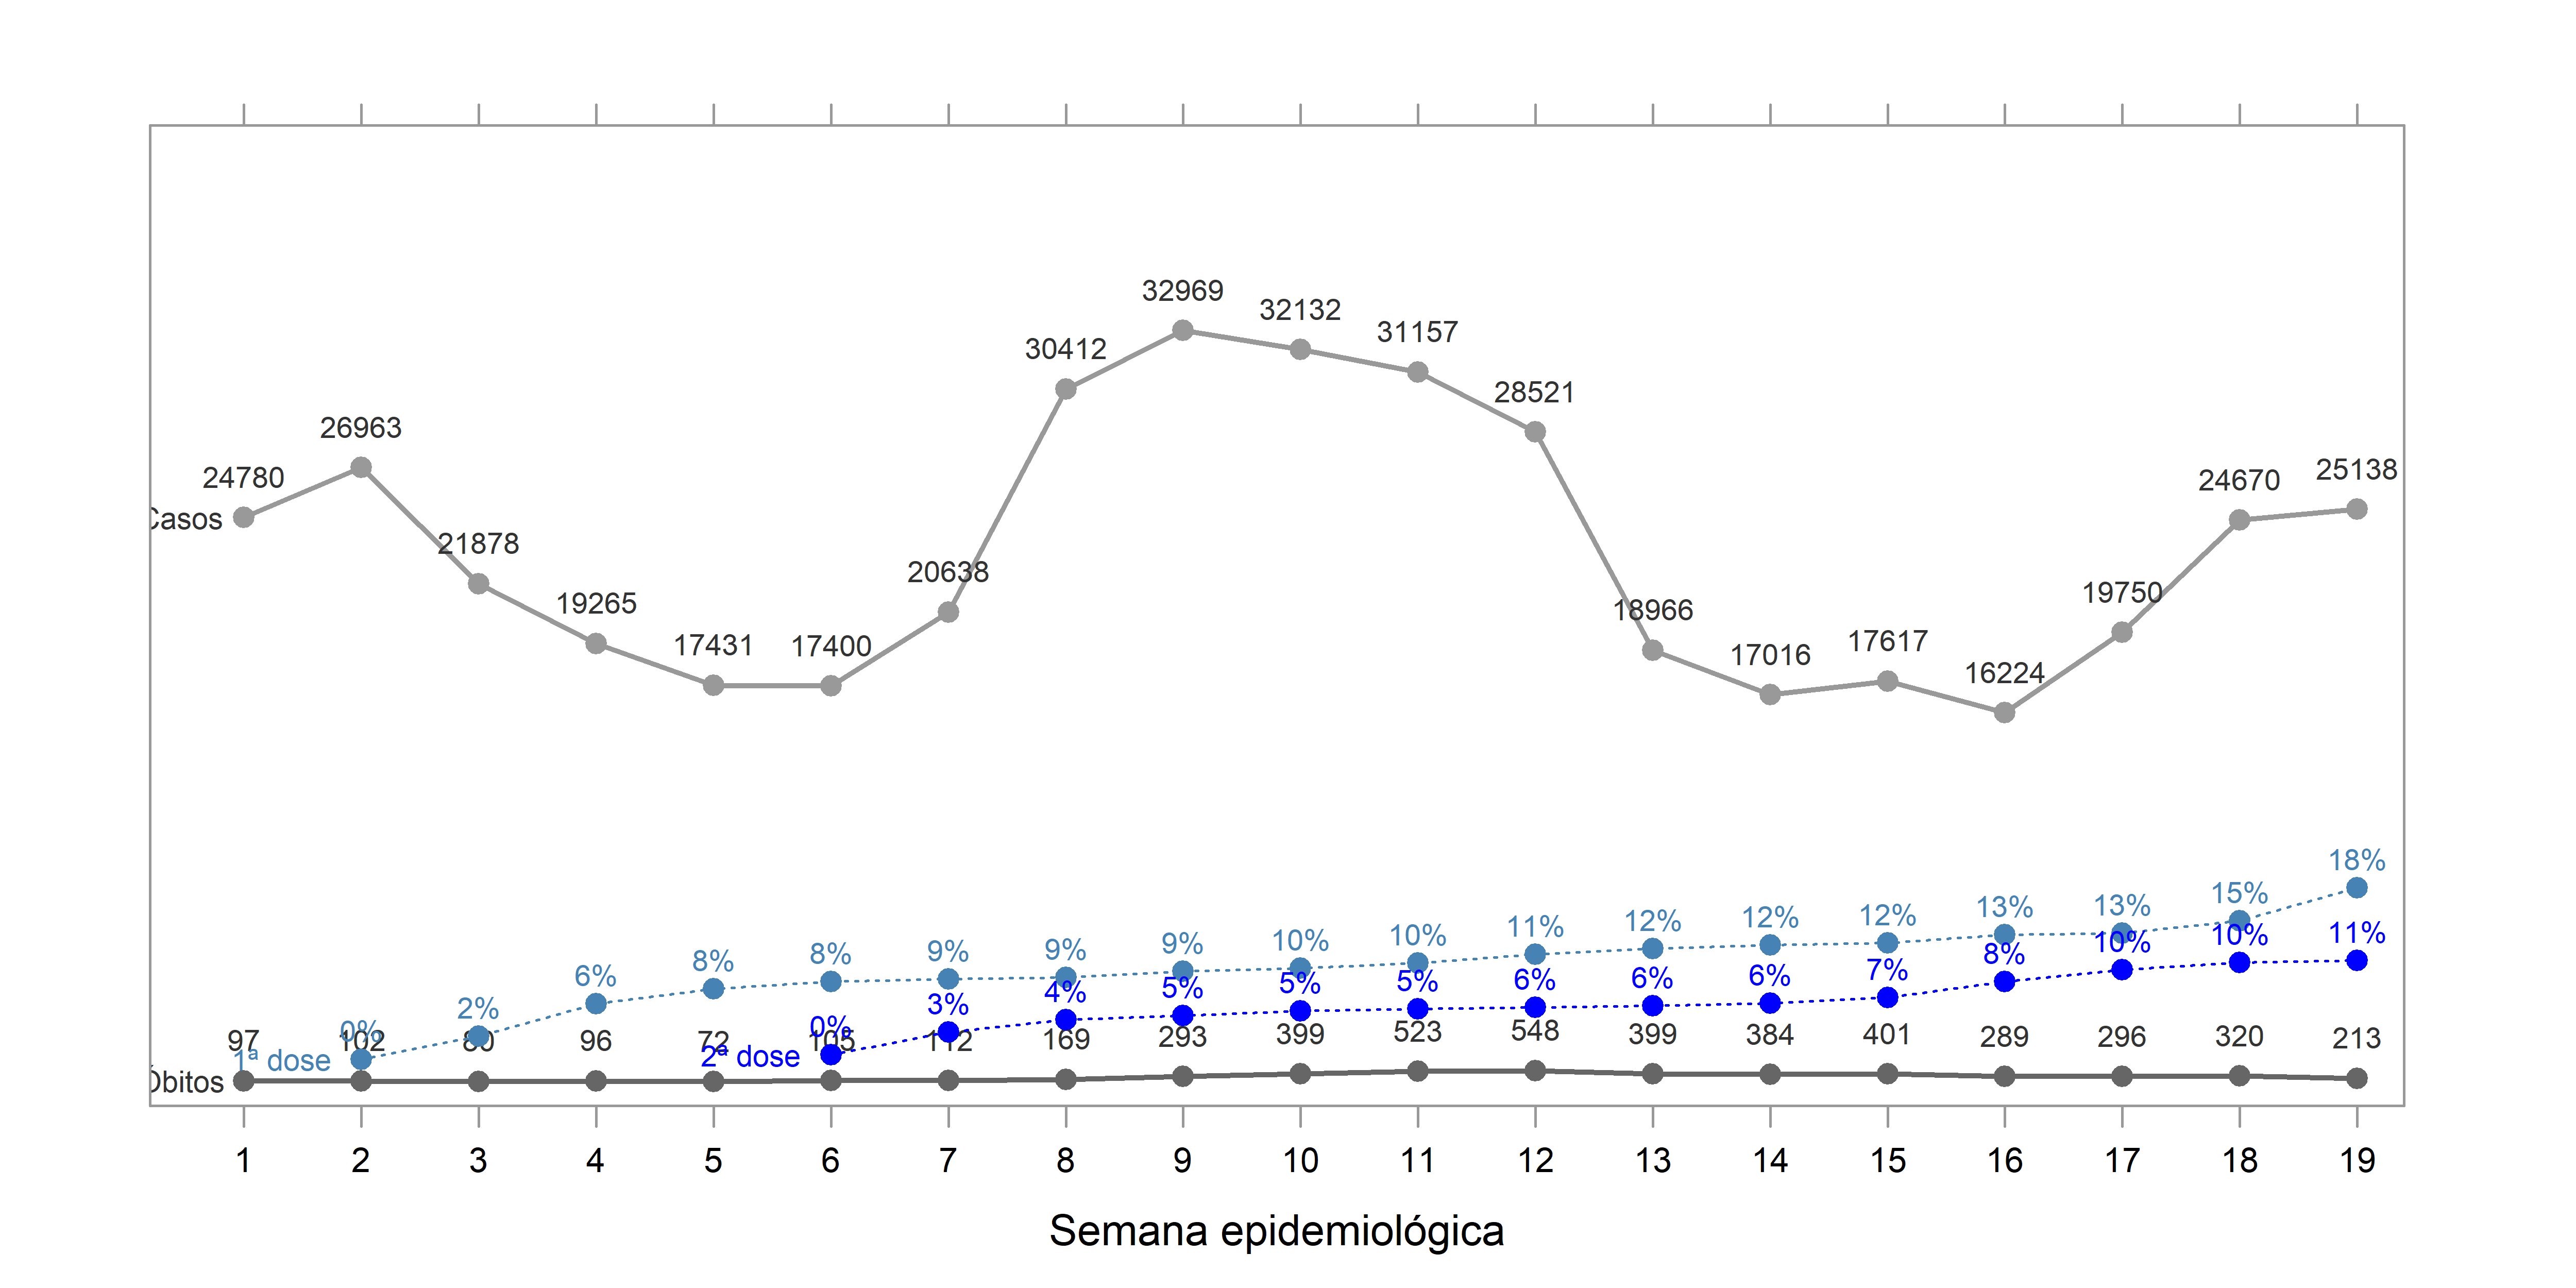 32969
32132
31157
30412
28521
26963
24780
25138
24670
Casos
21878
20638
19265
18966
19750
17431
17400
17016
17617
16224
18%
0% 2% 6% 8% 8% 9% 9% 9% 10% 10% 11% 12% 12% 12% 13% 13% 15%
1ª dose
0% 3% 4% 5% 5% 5% 6% 6% 6% 7% 8% 10% 10% 11%
2ª dose
97 102 80 96 72 105 112 169 293 399 523 548 399 384 401 289 296 320 213
Óbitos
1 2 3 4 5 6 7 8 9 10 11 12 13 14 15 16 17 18 19
Semana epidemiológica